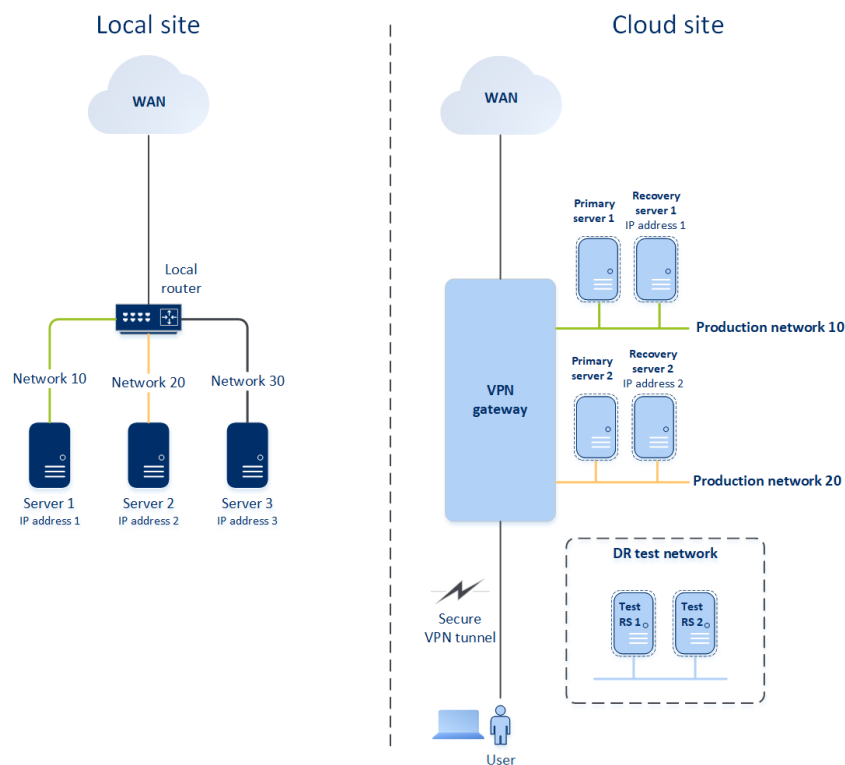 Local site
WAN
Local
router
Network 10
Network 20
Network 30
Server 1
IP address 1
Server 2
IP address 2
Server 3
IP address 3
Cloud site
WAN
Primary
server 1
Recovery
server 1
IP address 1
Production network 10
VPN
gateway
Primary
server 2
Recovery
server 2
IP address 2
Production network 20
DR test network
Test
RS 1
Test
RS 2
Secure
VPN tunnel
User